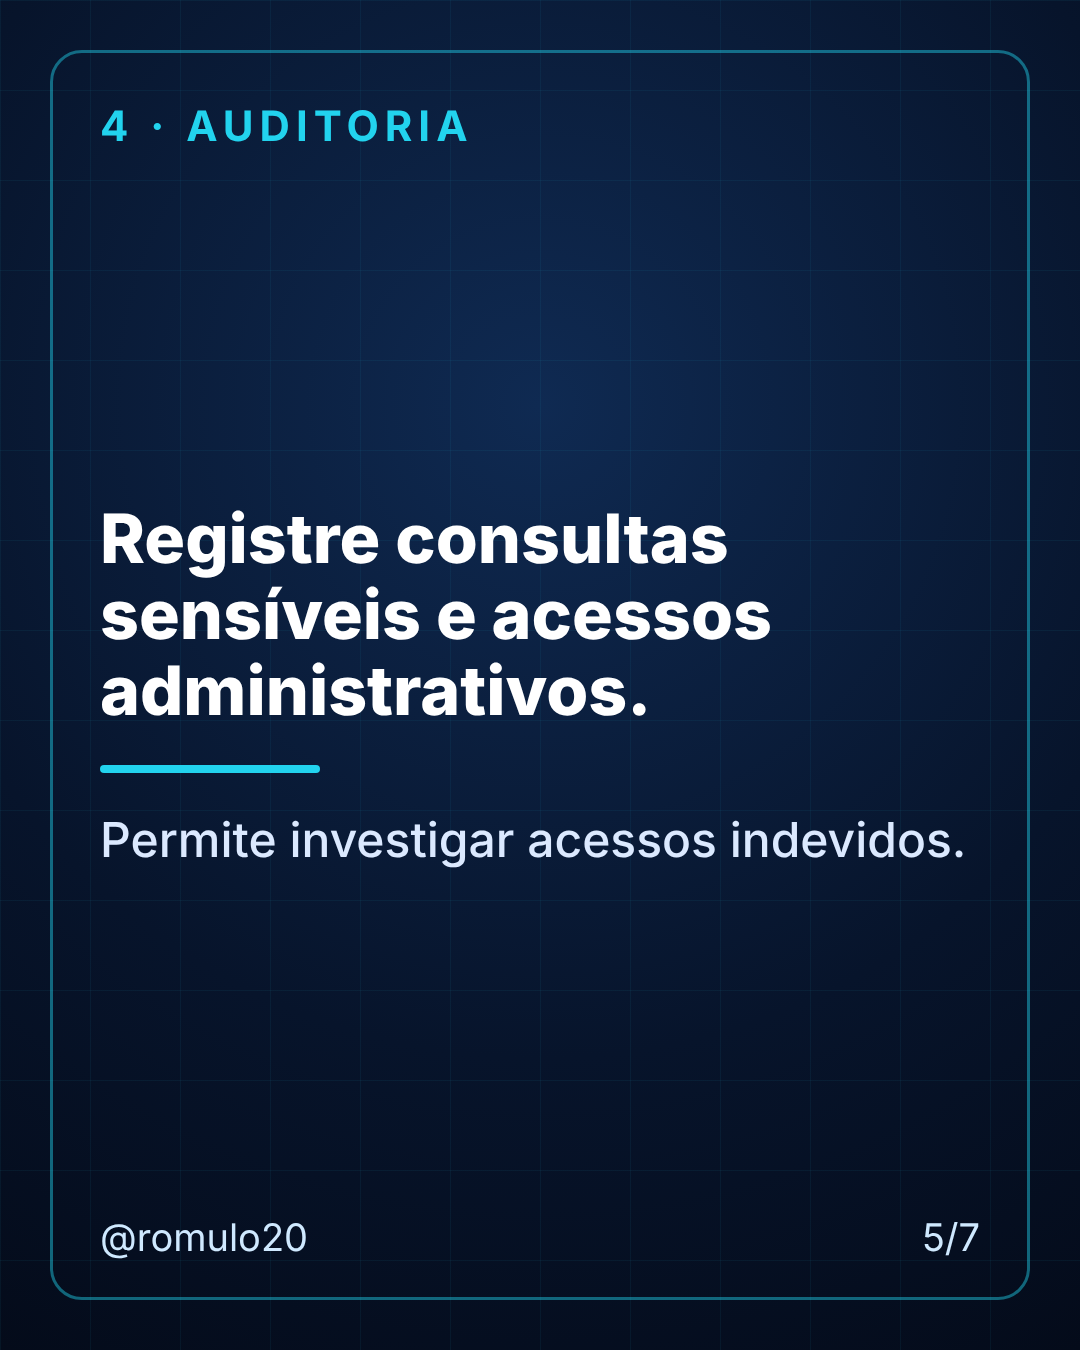 4 · AUDITORIA
Registre consultas
sensíveis e acessos
administrativos.
Permite investigar acessos indevidos.
@romulo20
5/7